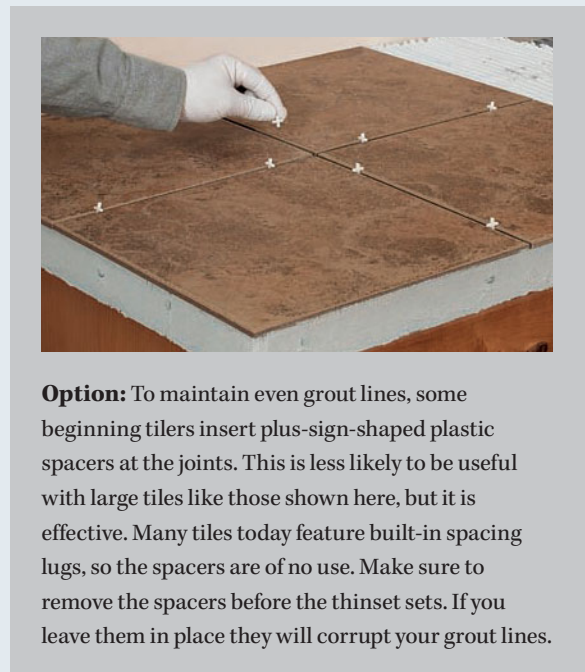 Option: To maintain even grout lines, some
beginning tilers insert plus-sign-shaped plastic
spacers at the joints. This is less likely to be useful
with large tiles like those shown here, but it is
effective. Many tiles today feature built-in spacing
lugs, so the spacers are of no use. Make sure to
remove the spacers before the thinset sets. If you
leave them in place they will corrupt your grout lines.